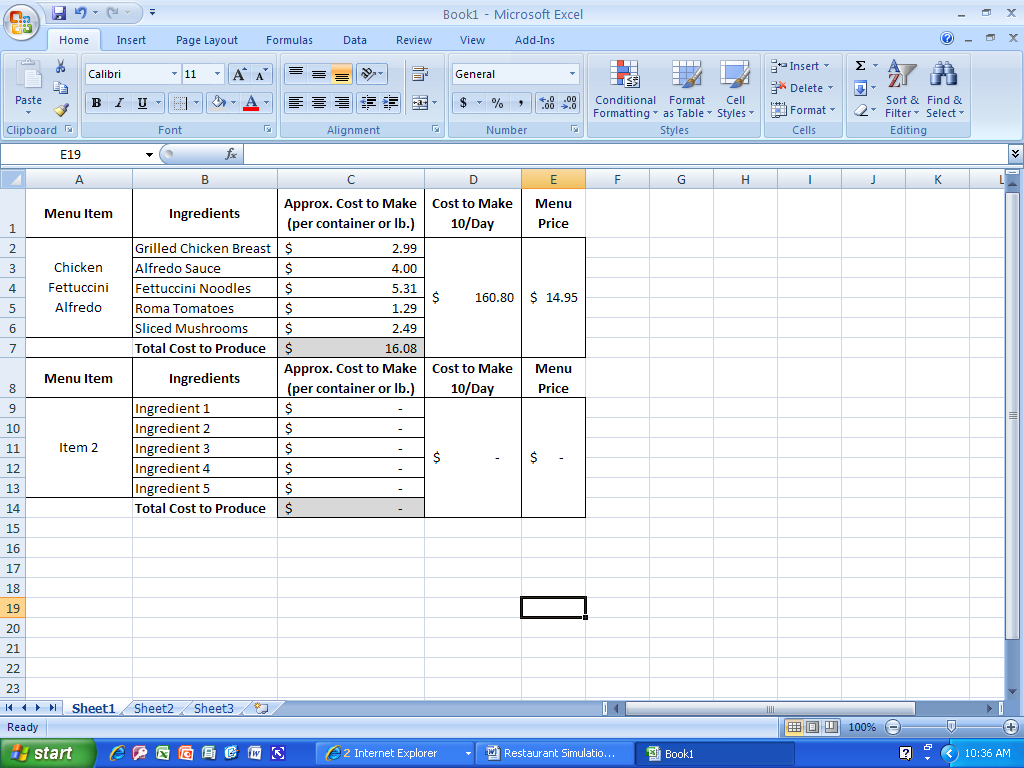 Book1 - Microsoft Excel
Home Insert Page Layout Formulas Data Review View Add-Ins
Paste
Calibri 11
B I U A
General
$ % ,
Conditional Formatting
Format as Table
Cell Styles
Insert
Delete
Format
Σ
Sort & Filter
Find & Select
Clipboard Font Alignment Number Styles Cells Editing
E19 fx
A B C D E F G H I J K L
1 Menu Item Ingredients Approx. Cost to Make (per container or lb.) Cost to Make 10/Day Menu Price
2 Grilled Chicken Breast $ 2.99
3 Chicken Alfredo Sauce $ 4.00
4 Fettuccini Fettuccini Noodles $ 5.31 $ 160.80 $ 14.95
5 Alfredo Roma Tomatoes $ 1.29
6 Sliced Mushrooms $ 2.49
7 Total Cost to Produce $ 16.08
8 Menu Item Ingredients Approx. Cost to Make (per container or lb.) Cost to Make 10/Day Menu Price
9 Ingredient 1 $ -
10 Ingredient 2 $ -
11 Item 2 Ingredient 3 $ - $ - $ -
12 Ingredient 4 $ -
13 Ingredient 5 $ -
14 Total Cost to Produce $ -
15
16
17
18
19
20
21
22
23
Sheet1 Sheet2 Sheet3
Ready 100%
start 2 Internet Explorer Restaurant Simulatio... Book1 10:36 AM